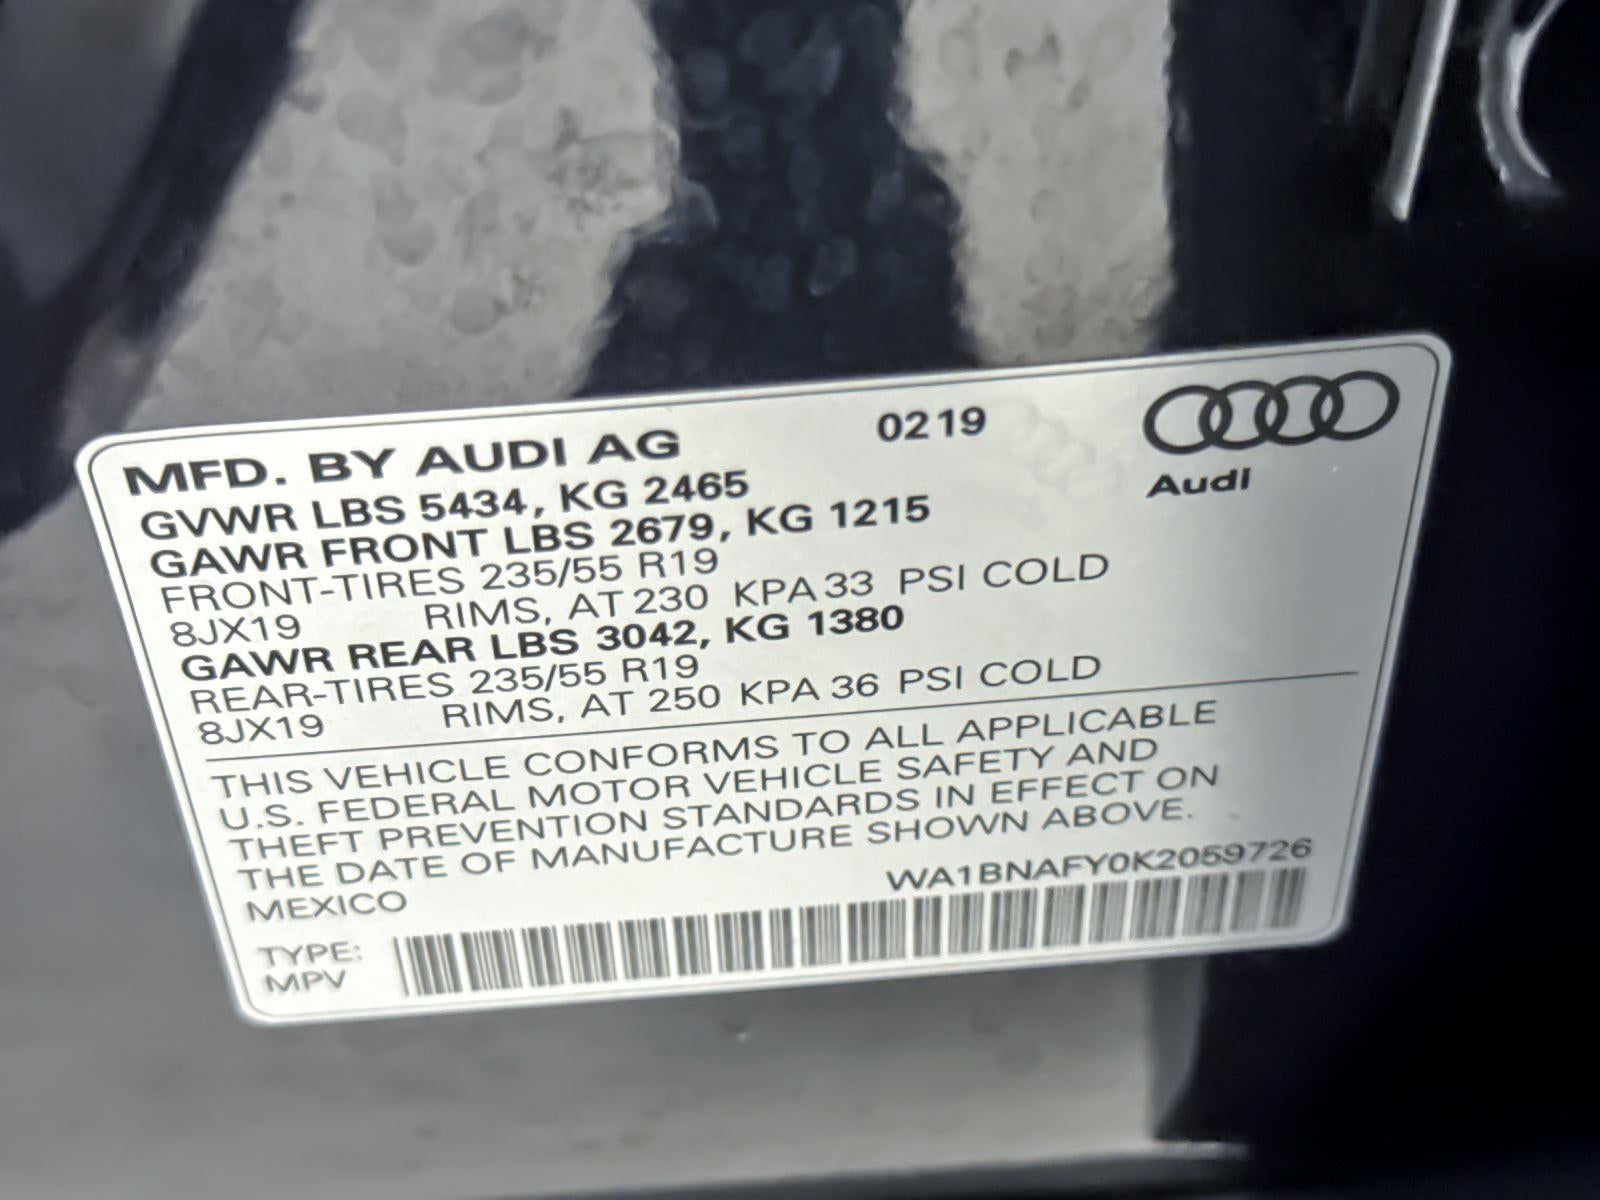 MFD. BY AUDI AG 0219
Audi
GVWR LBS 5434, KG 2465
GAWR FRONT LBS 2679, KG 1215
FRONT-TIRES 235/55 R19
8JX19 RIMS, AT 230 KPA 33 PSI COLD
GAWR REAR LBS 3042, KG 1380
REAR-TIRES 235/55 R19
8JX19 RIMS, AT 250 KPA 36 PSI COLD
THIS VEHICLE CONFORMS TO ALL APPLICABLE
U.S. FEDERAL MOTOR VEHICLE SAFETY AND
THEFT PREVENTION STANDARDS IN EFFECT ON
THE DATE OF MANUFACTURE SHOWN ABOVE.
MEXICO WA1BNAFY0K2059726
TYPE:
MPV